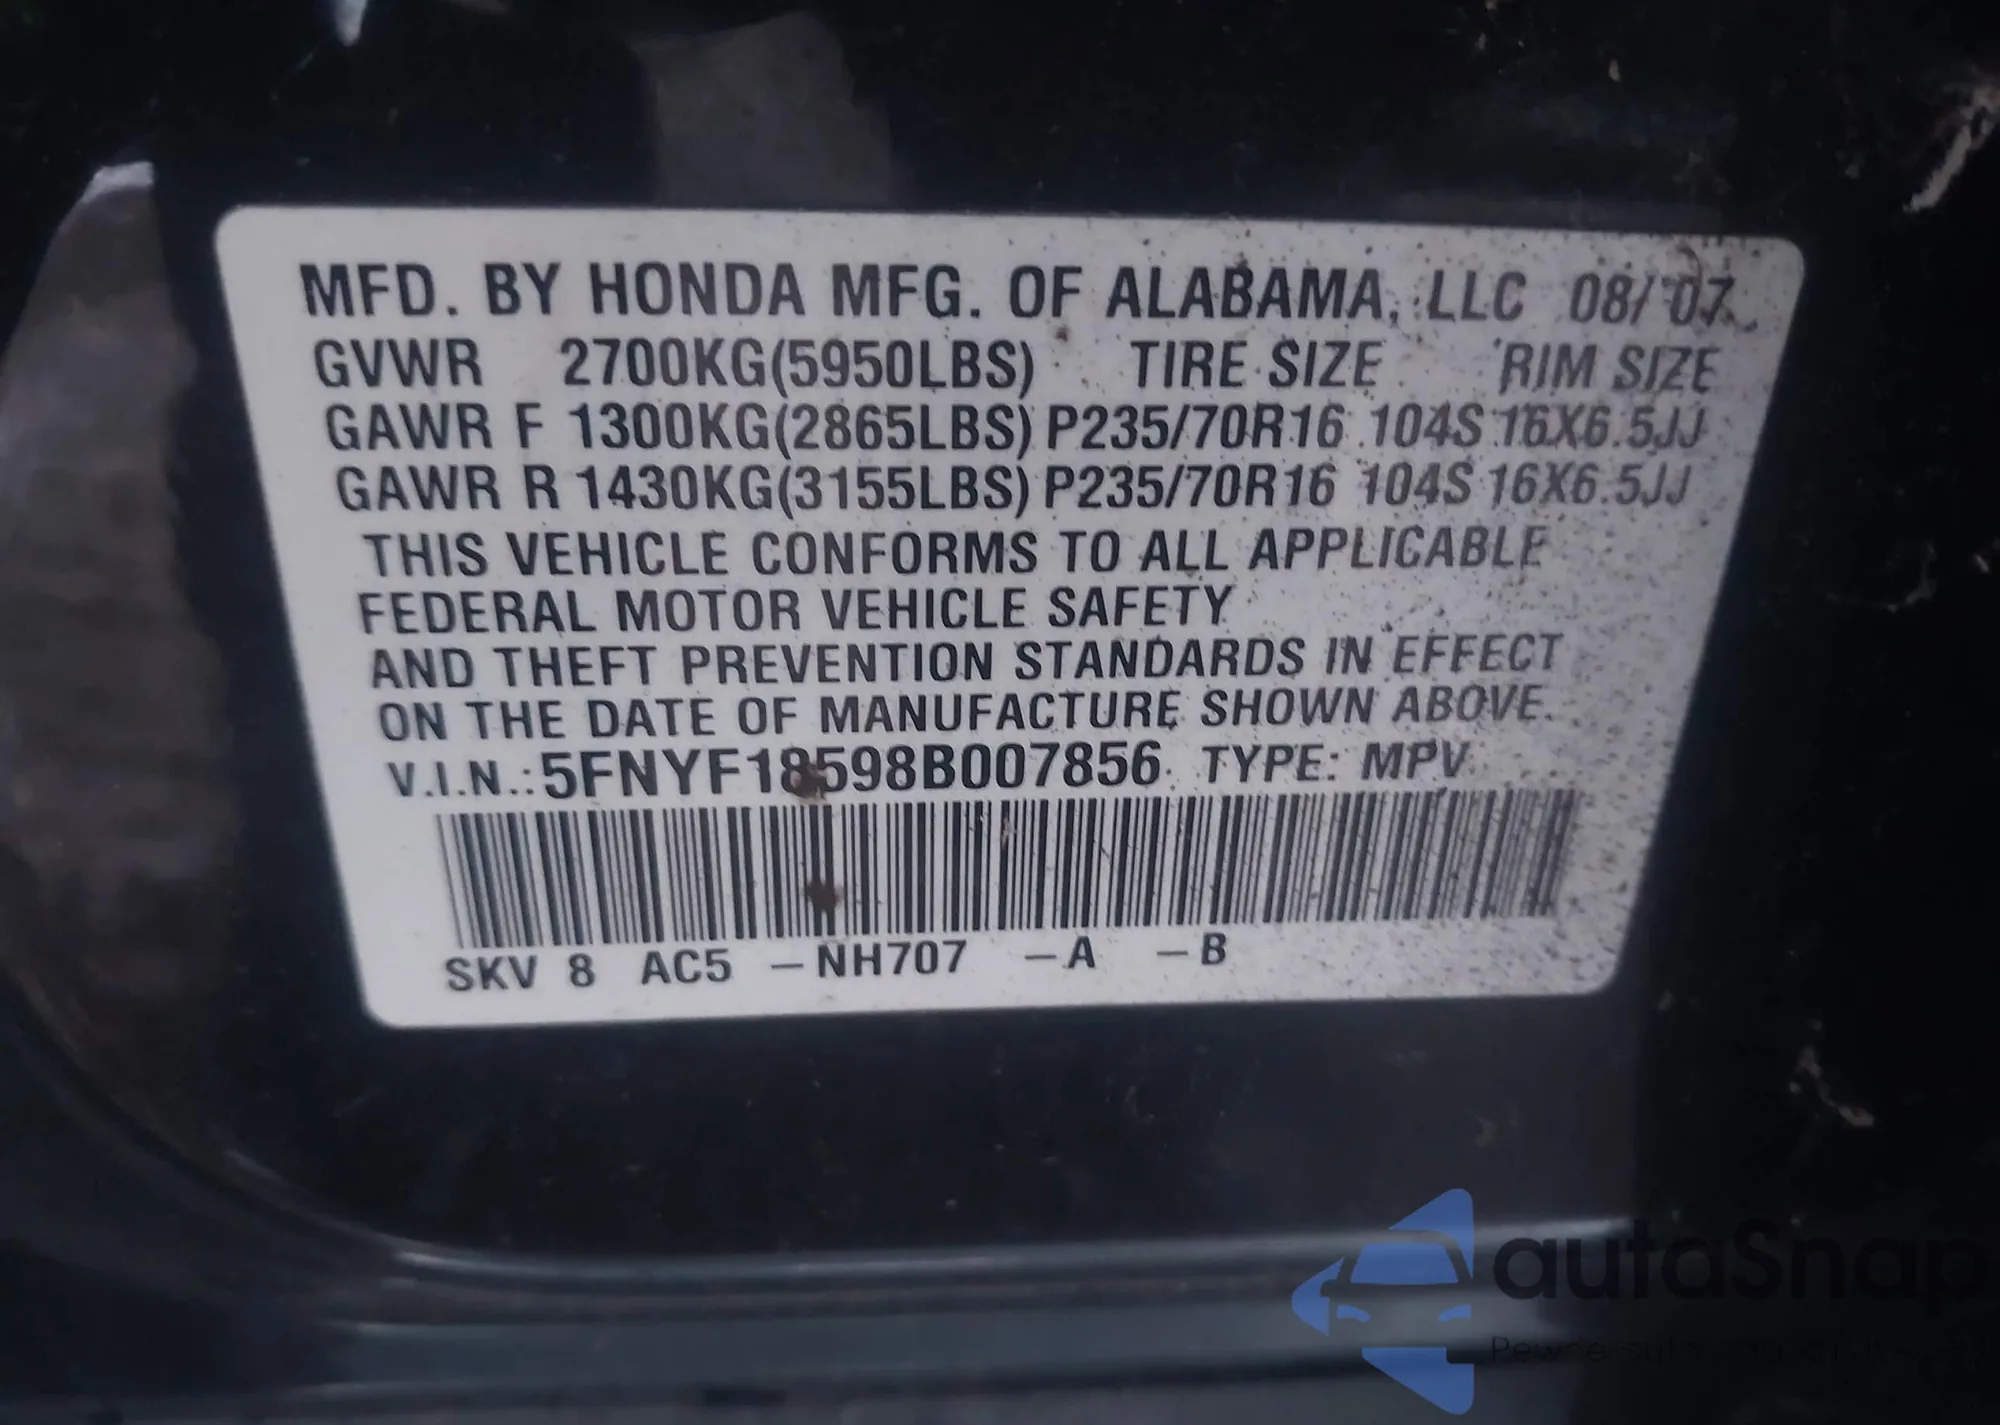 MFD. BY HONDA MFG. OF ALABAMA, LLC 08/'07
GVWR 2700KG(5950LBS) TIRE SIZE RIM SIZE
GAWR F 1300KG(2865LBS) P235/70R16 104S 16X6.5JJ
GAWR R 1430KG(3155LBS) P235/70R16 104S 16X6.5JJ
THIS VEHICLE CONFORMS TO ALL APPLICABLE
FEDERAL MOTOR VEHICLE SAFETY
AND THEFT PREVENTION STANDARDS IN EFFECT
ON THE DATE OF MANUFACTURE SHOWN ABOVE.
V.I.N.: 5FNYF18598B007856 TYPE: MPV
SKV 8 AC5 -NH707 -A -B
autoSnap